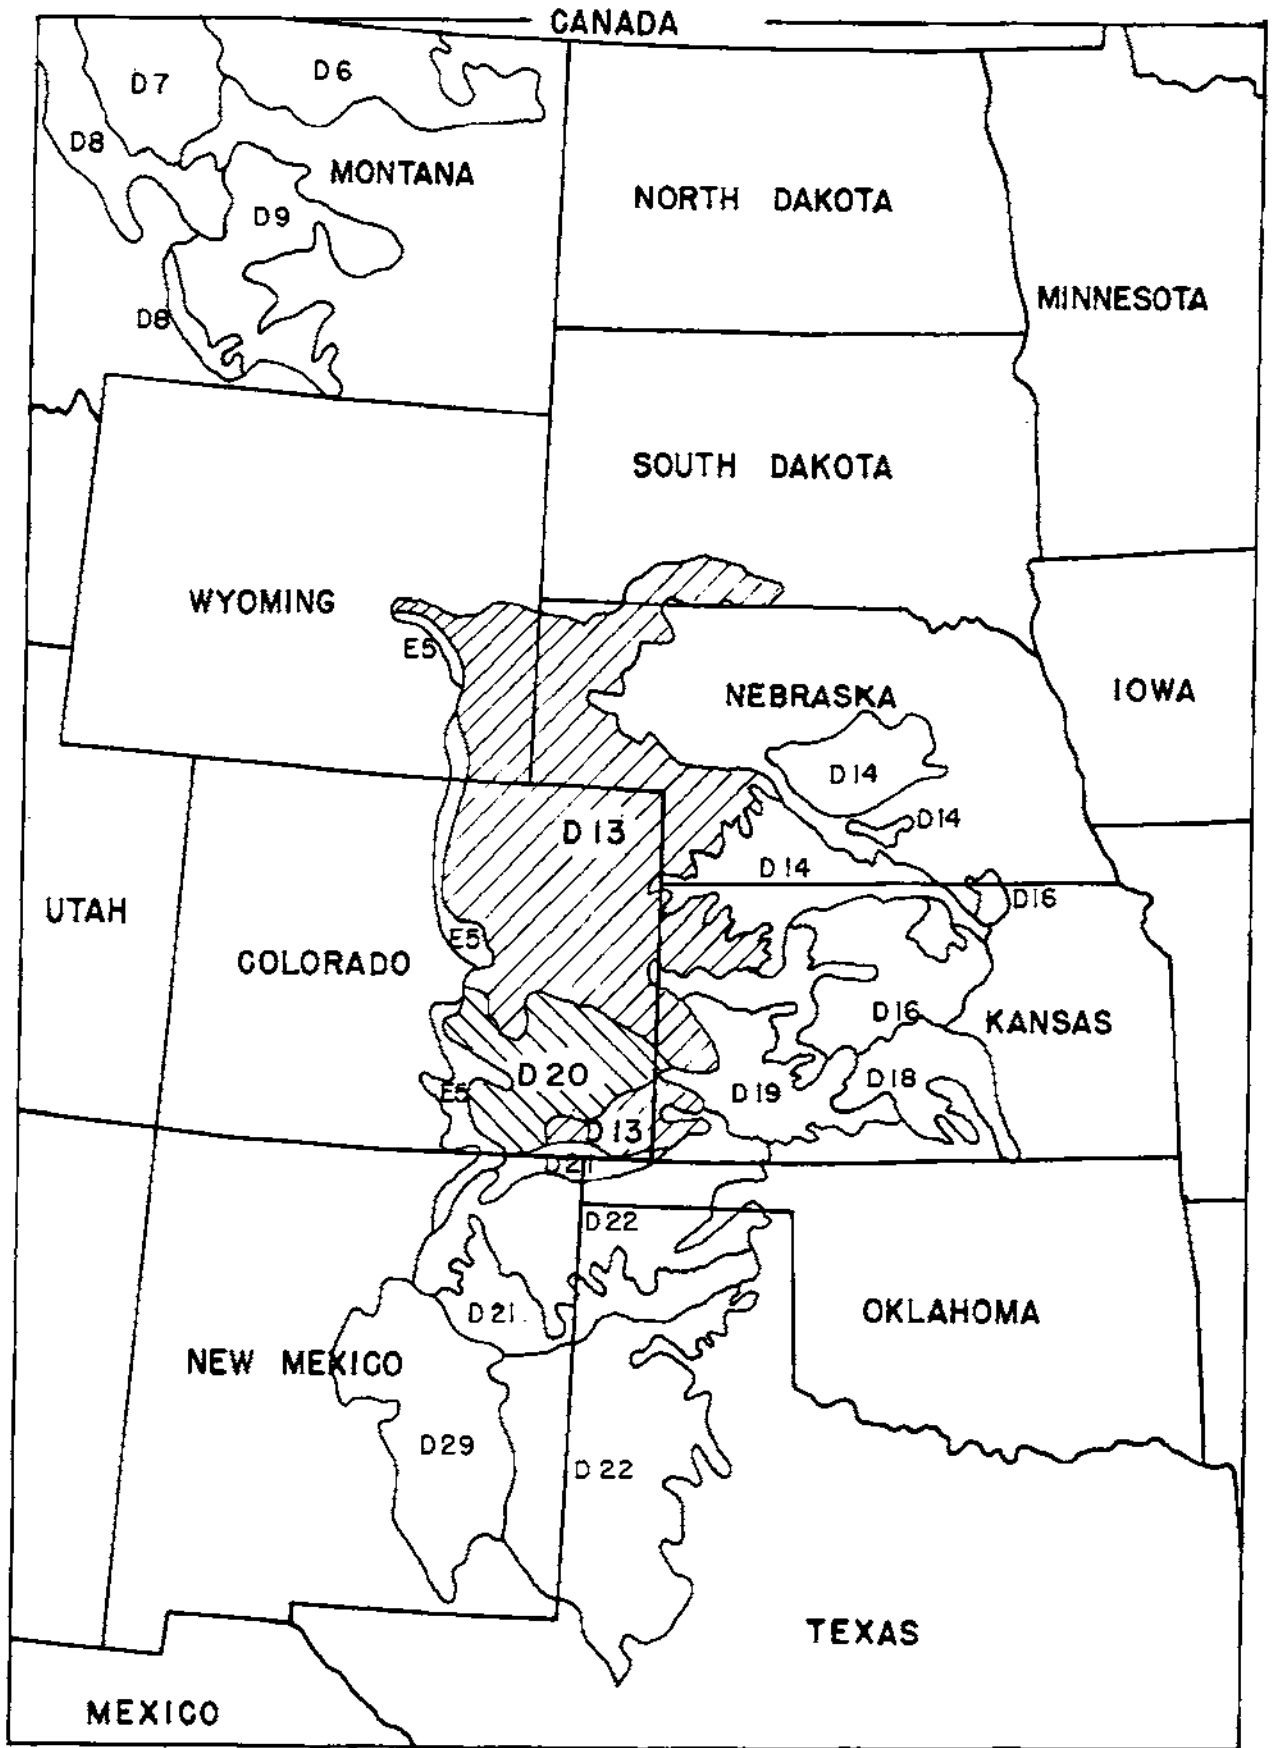 CANADA
D7
D6
D8
MONTANA
NORTH DAKOTA
D9
MINNESOTA
D8
SOUTH DAKOTA
WYOMING
E5
NEBRASKA
IOWA
D14
D13
D14
D14
D16
UTAH
E5
COLORADO
D16
KANSAS
D20
D18
E5
D19
D13
D21
D22
D21
OKLAHOMA
NEW MEXICO
D29
D22
TEXAS
MEXICO